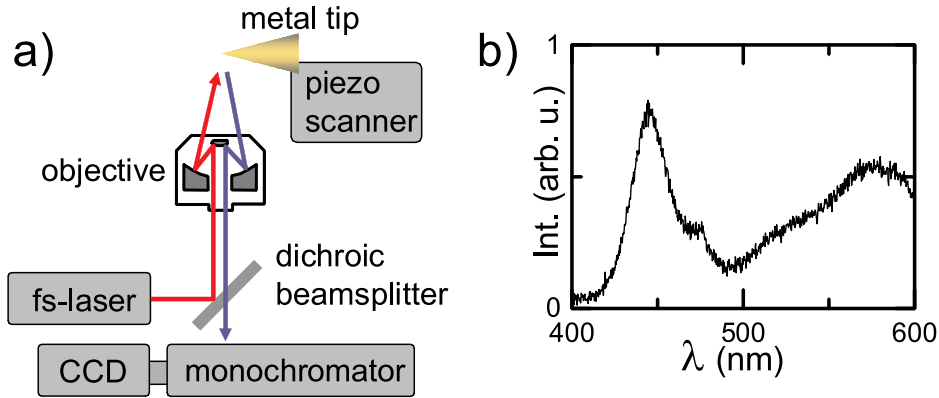 a)
metal tip
piezo
scanner
objective
dichroic
beamsplitter
fs-laser
CCD
monochromator
b)
1
Int. (arb. u.)
0
400
500
600
λ (nm)